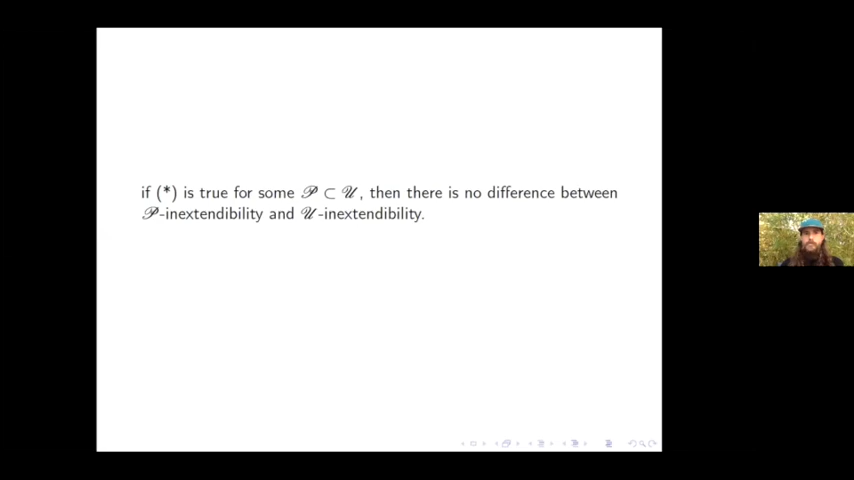 if (*) is true for some 𝒫 ⊂ 𝒰, then there is no difference between
𝒫-inextendibility and 𝒰-inextendibility.